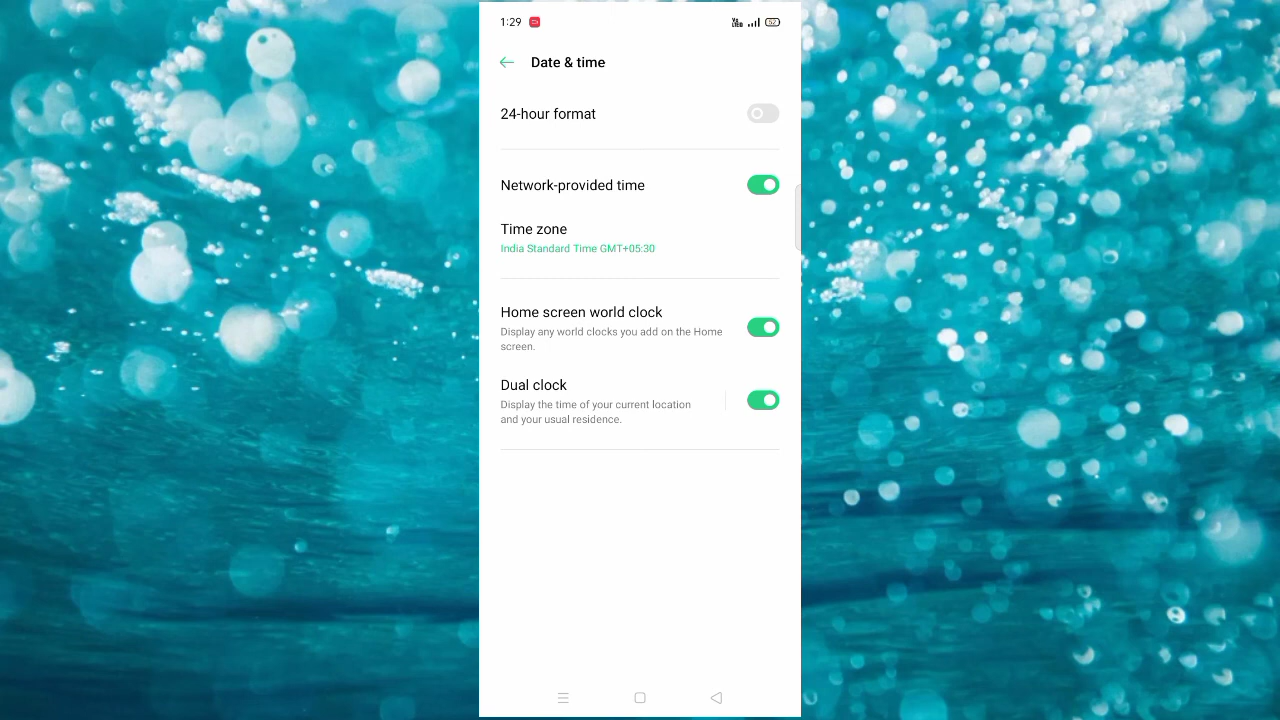 1:29
52
Date & time
24-hour format
Network-provided time
Time zone
India Standard Time GMT+05:30
Home screen world clock
Display any world clocks you add on the Home
screen.
Dual clock
Display the time of your current location
and your usual residence.